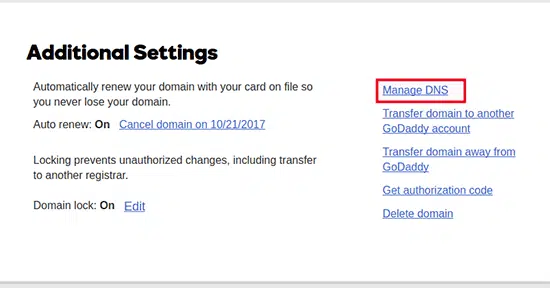 Additional Settings
Automatically renew your domain with your card on file so
you never lose your domain.
Auto renew: On Cancel domain on 10/21/2017
Locking prevents unauthorized changes, including transfer
to another registrar.
Domain lock: On Edit
Manage DNS
Transfer domain to another
GoDaddy account
Transfer domain away from
GoDaddy
Get authorization code
Delete domain